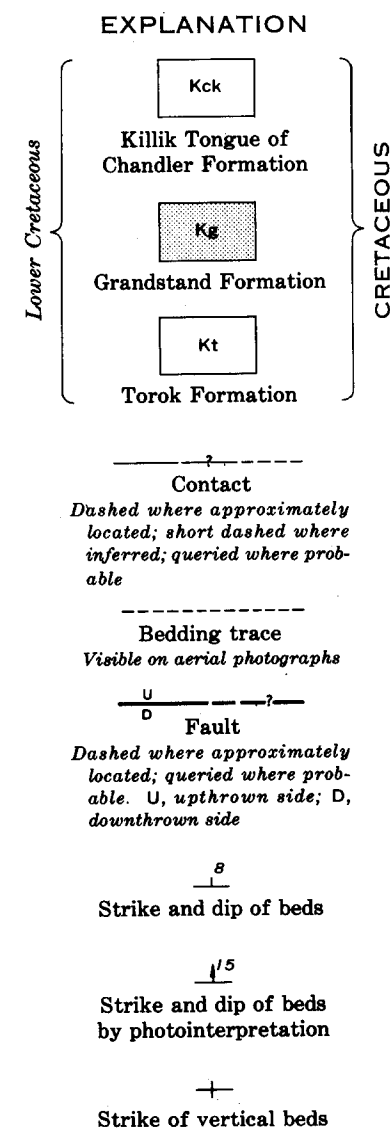 EXPLANATION
Kck
Killik Tongue of
Chandler Formation
Kg
Grandstand Formation
Kt
Torok Formation
Lower Cretaceous
CRETACEOUS
?
Contact
Dashed where approximately
located; short dashed where
inferred; queried where prob-
able
Bedding trace
Visible on aerial photographs
U
D
?
Fault
Dashed where approximately
located; queried where prob-
able. U, upthrown side; D,
downthrown side
8
Strike and dip of beds
15
Strike and dip of beds
by photointerpretation
Strike of vertical beds